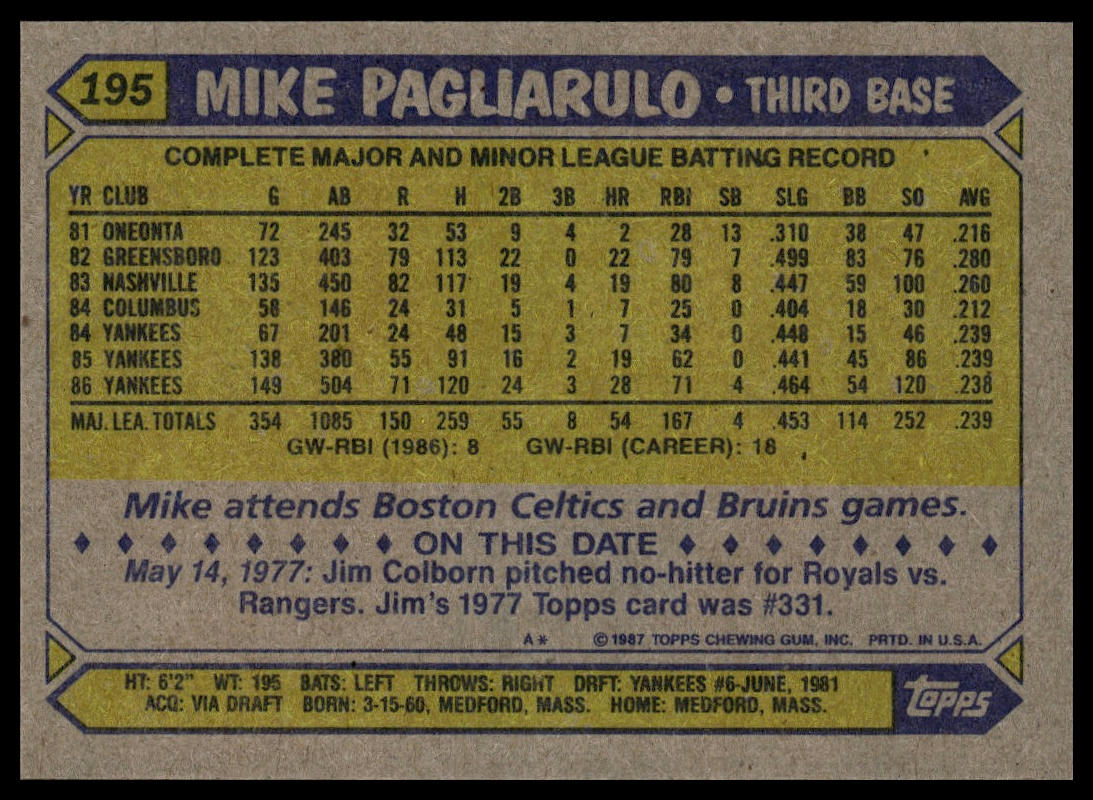 195 MIKE PAGLIARULO • THIRD BASE
COMPLETE MAJOR AND MINOR LEAGUE BATTING RECORD
YR CLUB G AB R H 2B 3B HR RBI SB SLG BB SO AVG
81 ONEONTA 72 245 32 53 9 4 2 28 13 .310 38 47 .216
82 GREENSBORO 123 403 79 113 22 0 22 79 7 .499 83 76 .280
83 NASHVILLE 135 450 82 117 19 4 19 80 8 .447 59 100 .260
84 COLUMBUS 58 146 24 31 5 1 7 25 0 .404 18 30 .212
84 YANKEES 67 201 24 48 15 3 7 34 0 .448 15 46 .239
85 YANKEES 138 380 55 91 16 2 19 62 0 .441 45 86 .239
86 YANKEES 149 504 71 120 24 3 28 71 4 .464 54 120 .238
MAJ. LEA. TOTALS 354 1085 150 259 55 8 54 167 4 .453 114 252 .239
GW-RBI (1986): 8 GW-RBI (CAREER): 18
Mike attends Boston Celtics and Bruins games.
ON THIS DATE
May 14, 1977: Jim Colborn pitched no-hitter for Royals vs.
Rangers. Jim's 1977 Topps card was #331.
A* ©1987 TOPPS CHEWING GUM, INC. PRTD. IN U.S.A.
HT: 6'2" WT: 195 BATS: LEFT THROWS: RIGHT DRFT: YANKEES #6-JUNE, 1981
ACQ: VIA DRAFT BORN: 3-15-60, MEDFORD, MASS. HOME: MEDFORD, MASS.
topps